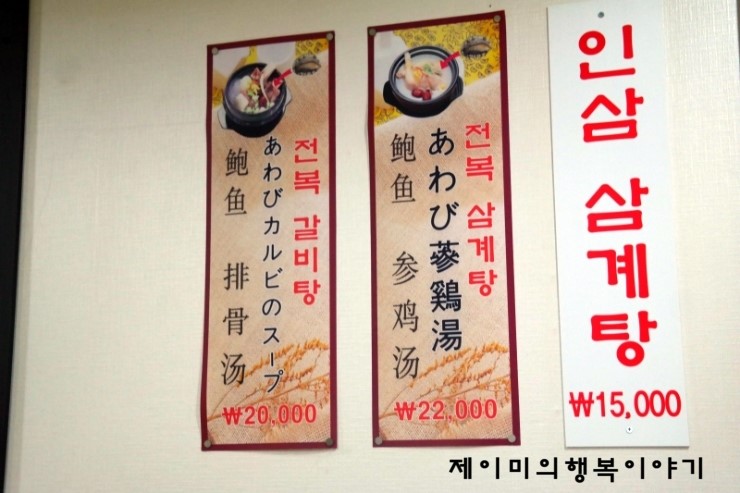 전복 갈비탕
あわびカルビのスープ
鲍鱼 排骨汤
₩20,000
전복 삼계탕
あわび蔘鶏湯
鲍鱼 参鸡汤
₩22,000
인삼 삼계탕
₩15,000
제이미의행복이야기